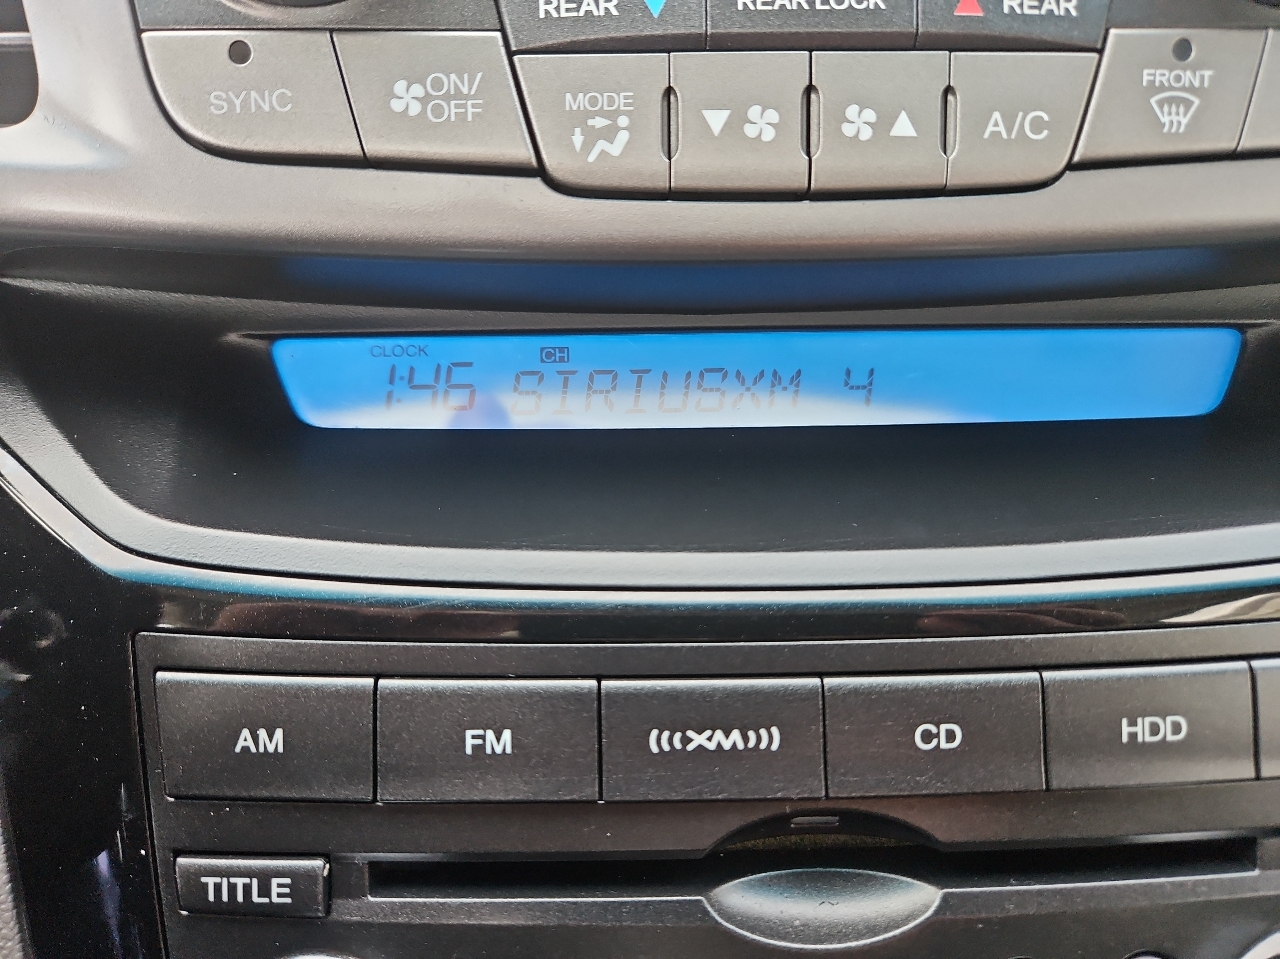 REAR REAR LOCK REAR
SYNC ON/OFF MODE A/C FRONT
CLOCK CH
1:46 SIRIUSXM 4
AM FM (((XM))) CD HDD
TITLE